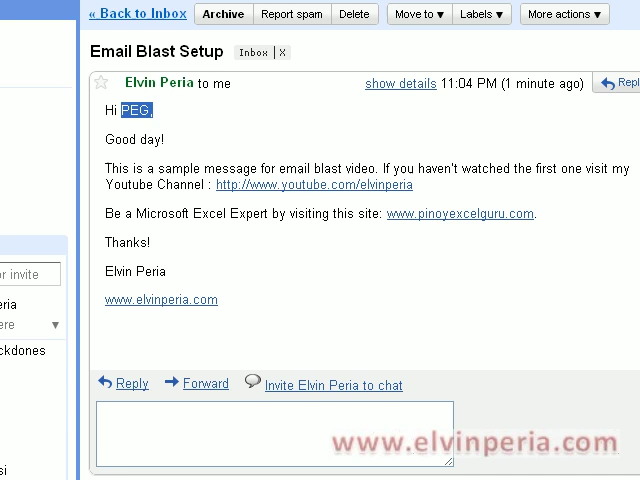 « Back to Inbox Archive Report spam Delete Move to ▼ Labels ▼ More actions ▼
Email Blast Setup Inbox | X
Elvin Peria to me show details 11:04 PM (1 minute ago) Repl
Hi PEG,
Good day!
This is a sample message for email blast video. If you haven't watched the first one visit my
Youtube Channel : http://www.youtube.com/elvinperia
Be a Microsoft Excel Expert by visiting this site: www.pinoyexcelguru.com.
Thanks!
or invite
Elvin Peria
www.elvinperia.com
eria
ere ▼
ckdones
Reply Forward Invite Elvin Peria to chat
www.elvinperia.com
si